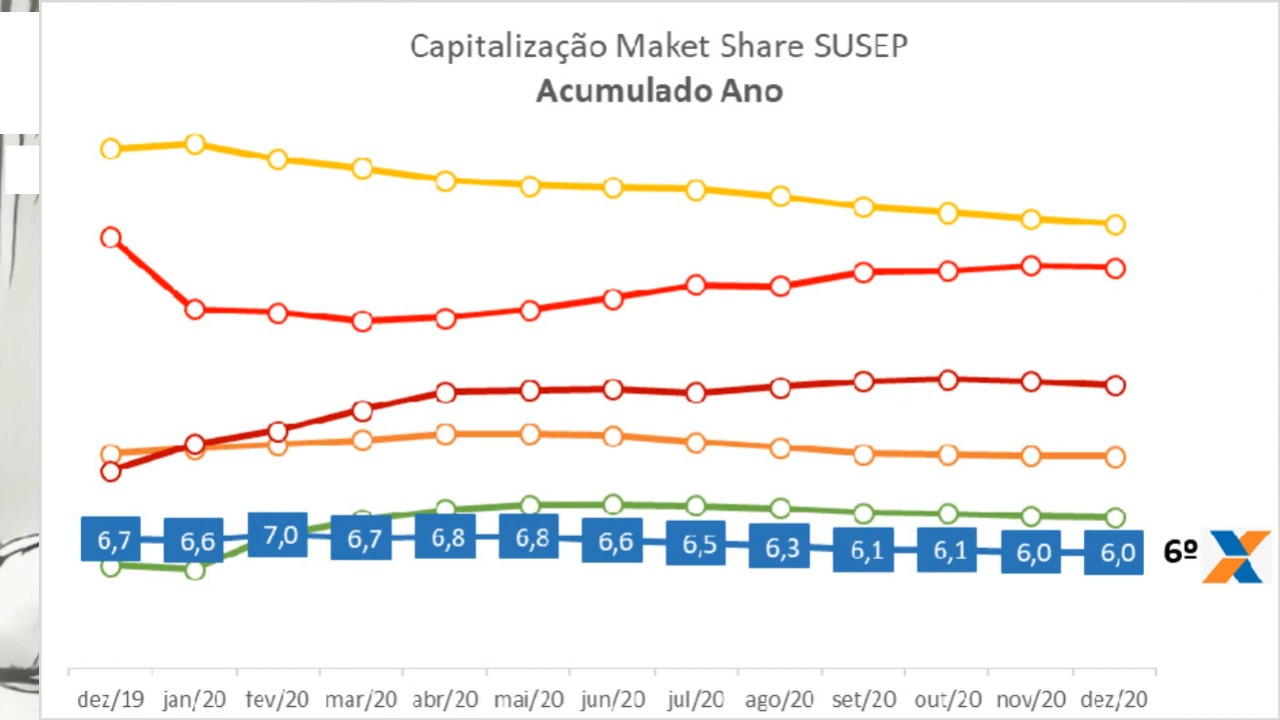 Capitalização Maket Share SUSEP
Acumulado Ano
6,7 6,6 7,0 6,7 6,8 6,8 6,6 6,5 6,3 6,1 6,1 6,0 6,0 6º
dez/19 jan/20 fev/20 mar/20 abr/20 mai/20 jun/20 jul/20 ago/20 set/20 out/20 nov/20 dez/20